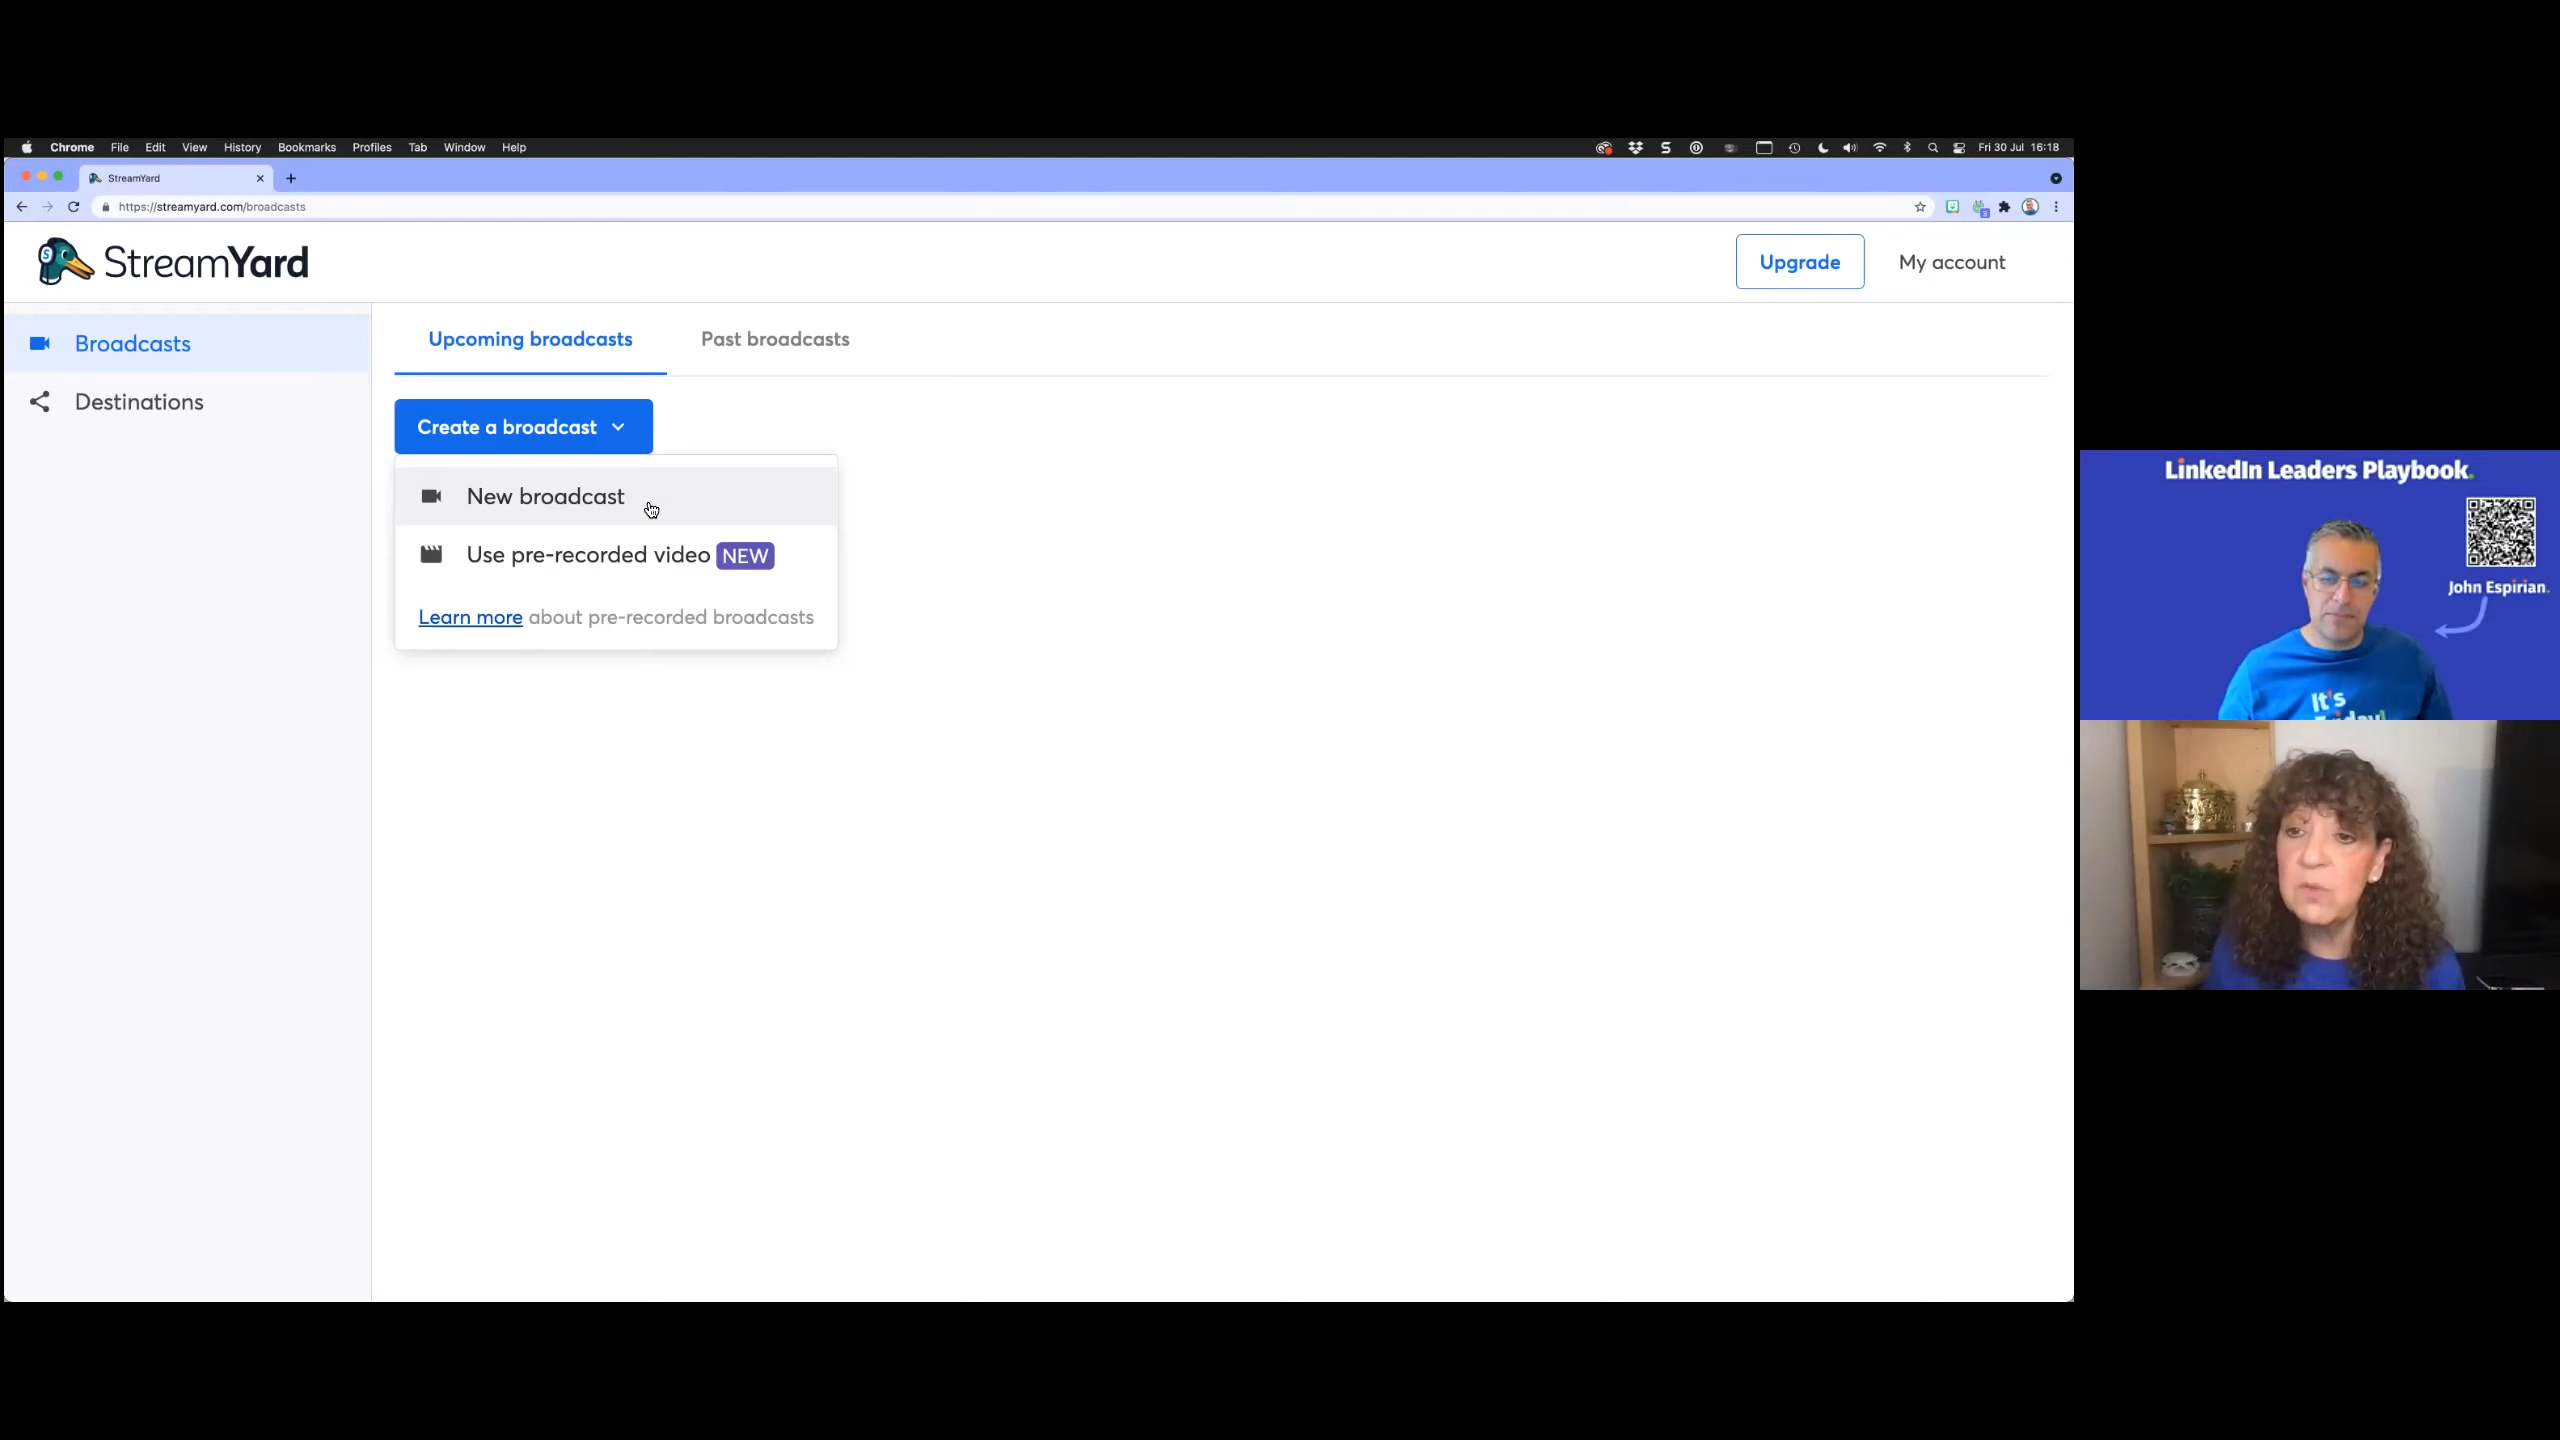 Chrome File Edit View History Bookmarks Profiles Tab Window Help
Fri 30 Jul 16:18
StreamYard
https://streamyard.com/broadcasts
StreamYard
Upgrade
My account
Broadcasts
Destinations
Upcoming broadcasts
Past broadcasts
Create a broadcast
New broadcast
Use pre-recorded video NEW
Learn more about pre-recorded broadcasts
LinkedIn Leaders Playbook.
John Espirian.
It's
Friday!